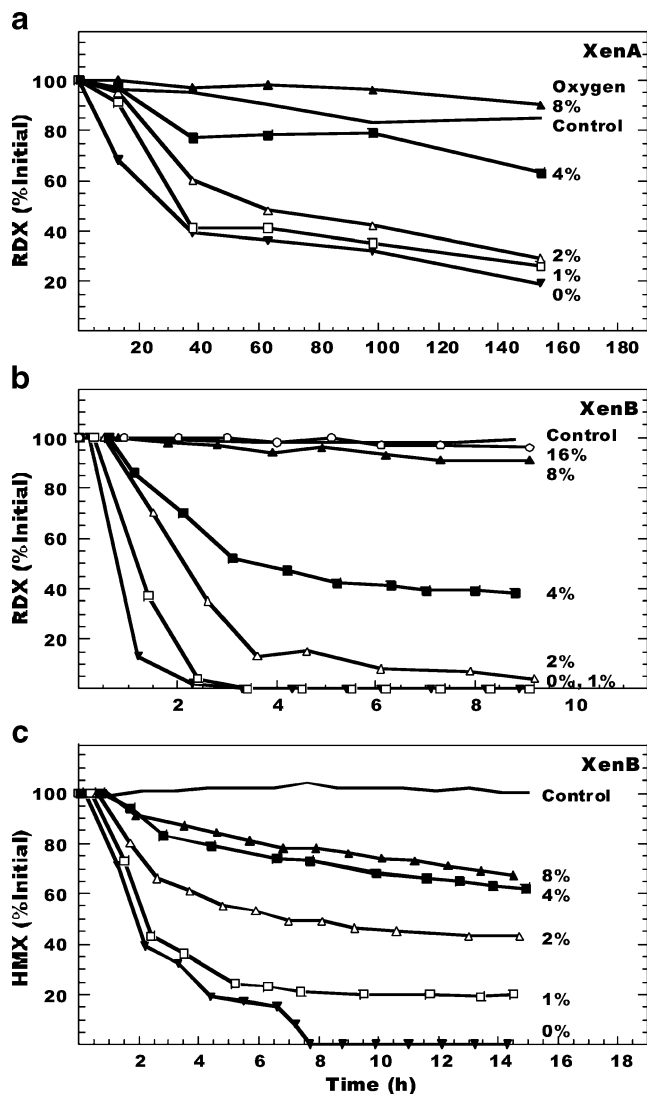 a
XenA
100
80
60
40
20
RDX (%Initial)
Oxygen
8%
Control
4%
2%
1%
0%
20 40 60 80 100 120 140 160 180
b
XenB
100
80
60
40
20
RDX (%Initial)
Control
16%
8%
4%
2%
0%, 1%
2 4 6 8 10
c
XenB
100
80
60
40
20
HMX (%Initial)
Control
8%
4%
2%
1%
0%
2 4 6 8 10 12 14 16 18
Time (h)